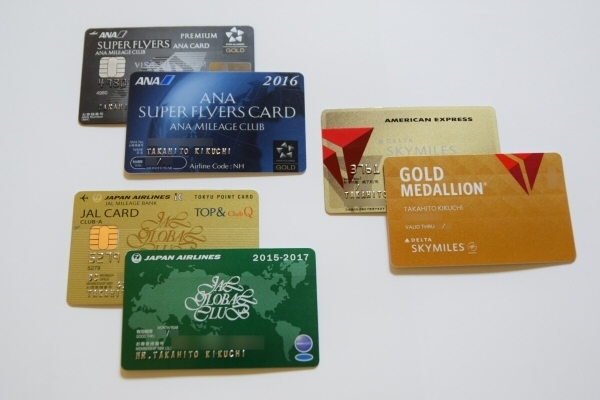 ANA
SUPER FLYERS
ANA MILEAGE CLUB
PREMIUM
ANA CARD
GOLD
VISA
ANA
2016
ANA
SUPER FLYERS CARD
ANA MILEAGE CLUB
TAKAHITO KIKUCHI
Airline Code : NH
GOLD
JAPAN AIRLINES
TOKYU POINT CARD
JAL MILEAGE BANK
JAL CARD
CLUB-A
JAL
GLOBAL
TOP& ClubQ
5279
JAPAN AIRLINES
2015-2017
JAL
GLOBAL
CLUB
MR.TAKAHITO KIKUCHI
AMERICAN EXPRESS
DELTA
SKYMILES
3761
GOLD
MEDALLION®
TAKAHITO KIKUCHI
VALID THRU
DELTA
SKYMILES